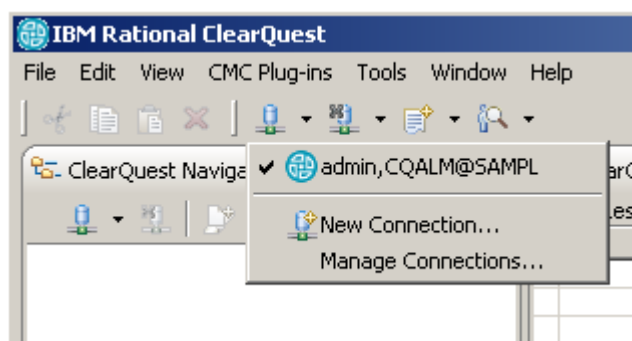 IBM Rational ClearQuest
File Edit View CMC Plug-ins Tools Window Help
ClearQuest Naviga
admin,CQALM@SAMPL
New Connection...
Manage Connections...